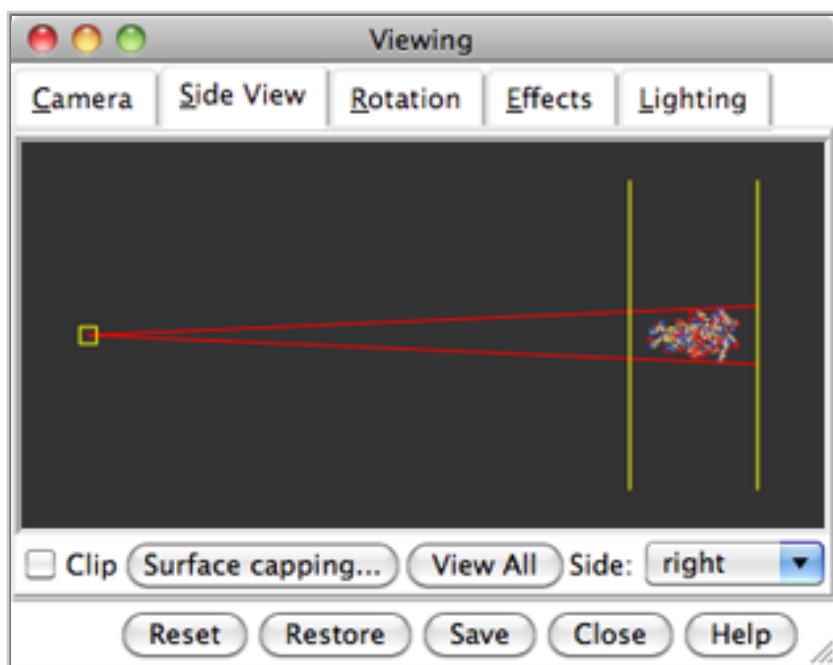 Viewing
Camera Side View Rotation Effects Lighting
Clip Surface capping... View All Side: right
Reset Restore Save Close Help